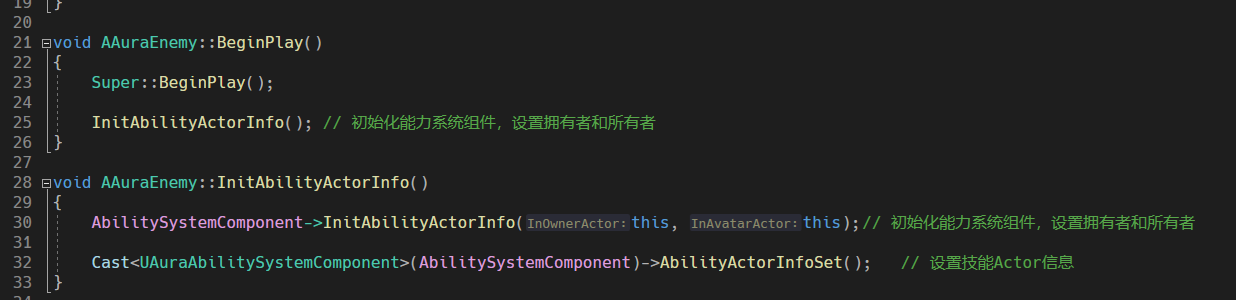 19 }
20
21 void AAuraEnemy::BeginPlay()
22 {
23 Super::BeginPlay();
24
25 InitAbilityActorInfo(); // 初始化能力系统组件，设置拥有者和所有者
26 }
27
28 void AAuraEnemy::InitAbilityActorInfo()
29 {
30 AbilitySystemComponent->InitAbilityActorInfo(InOwnerActor:this, InAvatarActor:this);// 初始化能力系统组件，设置拥有者和所有者
31
32 Cast<UAuraAbilitySystemComponent>(AbilitySystemComponent)->AbilityActorInfoSet(); // 设置技能Actor信息
33 }